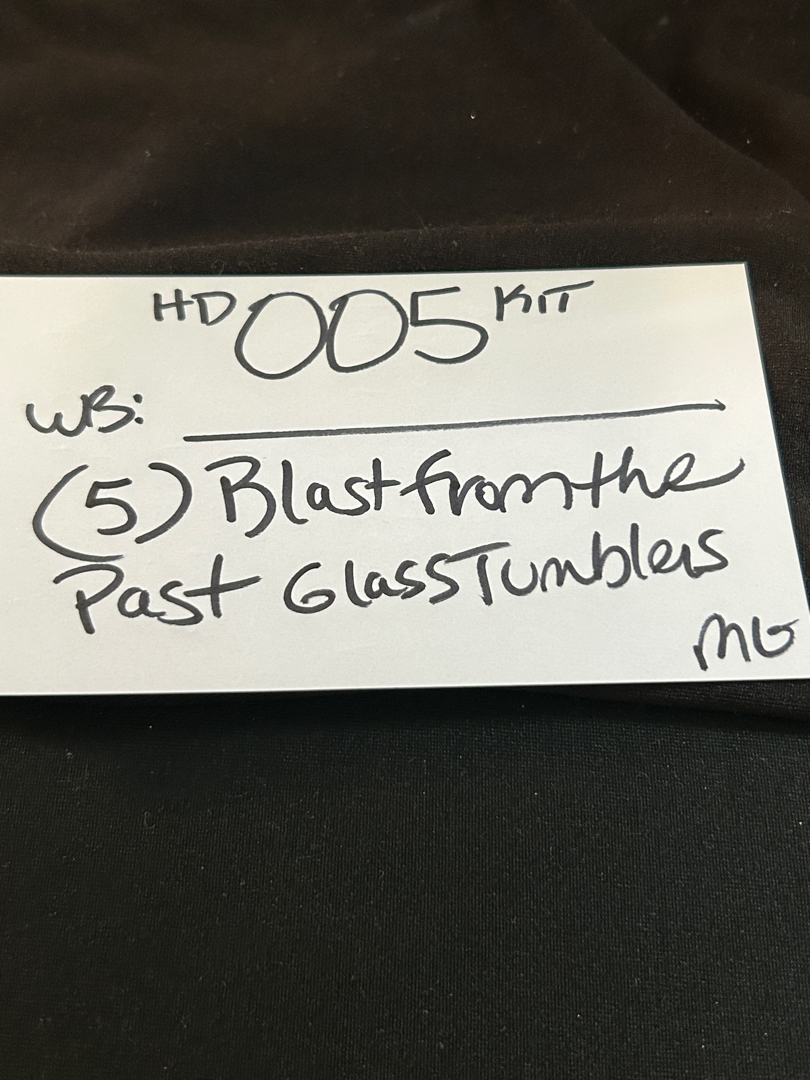 HD 005 KIT
WB:
(5) Blast from the
Past Glass Tumblers
MG